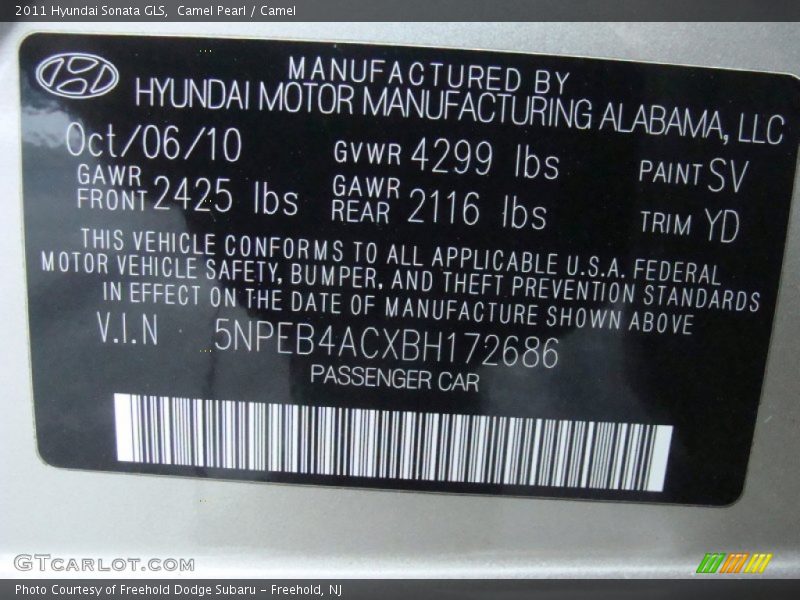 2011 Hyundai Sonata GLS,  Camel Pearl / Camel
MANUFACTURED BY
HYUNDAI MOTOR MANUFACTURING ALABAMA, LLC
Oct/06/10 GVWR 4299 lbs PAINT SV
GAWR FRONT 2425 lbs GAWR REAR 2116 lbs TRIM YD
THIS VEHICLE CONFORMS TO ALL APPLICABLE U.S.A. FEDERAL
MOTOR VEHICLE SAFETY, BUMPER, AND THEFT PREVENTION STANDARDS
IN EFFECT ON THE DATE OF MANUFACTURE SHOWN ABOVE
V.I.N 5NPEB4ACXBH172686
PASSENGER CAR
GTCARLOT.COM
Photo Courtesy of Freehold Dodge Subaru - Freehold, NJ